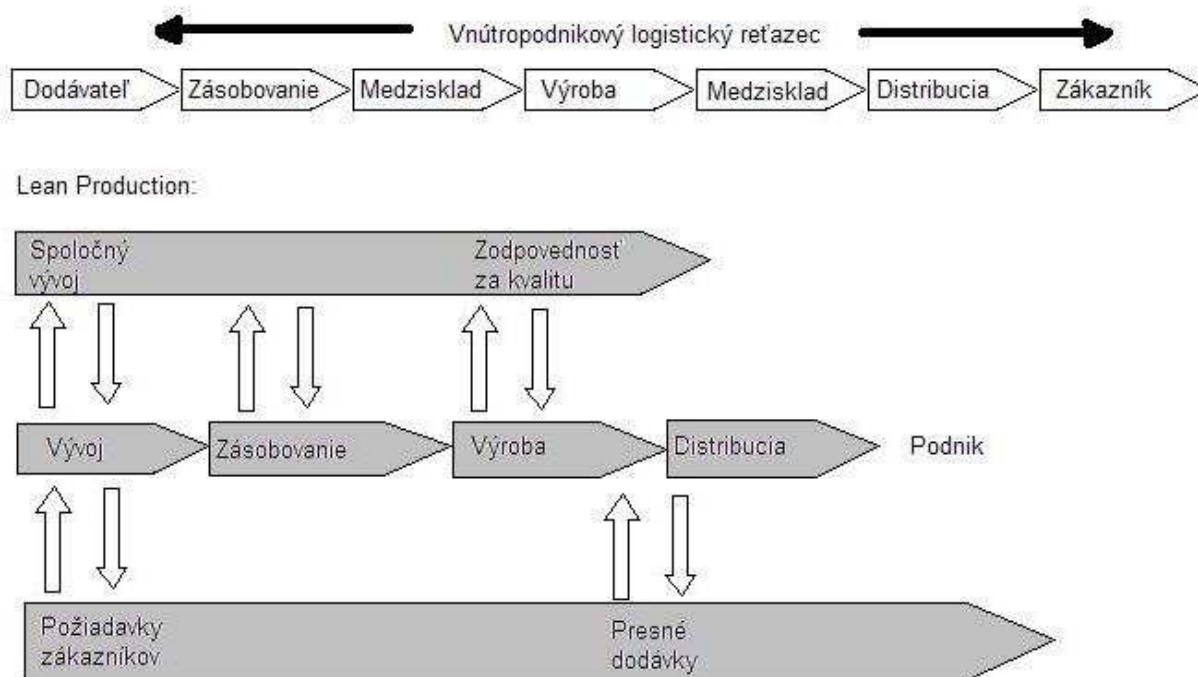 Vnútropodnikový logistický reťazec
Dodávateľ Zásobovanie Medzisklad Výroba Medzisklad Distribucia Zákazník
Lean Production:
Spoločný Zodpovednosť
vývoj za kvalitu
Vývoj Zásobovanie Výroba Distribucia Podnik
Požiadavky Presné
zákazníkov dodávky